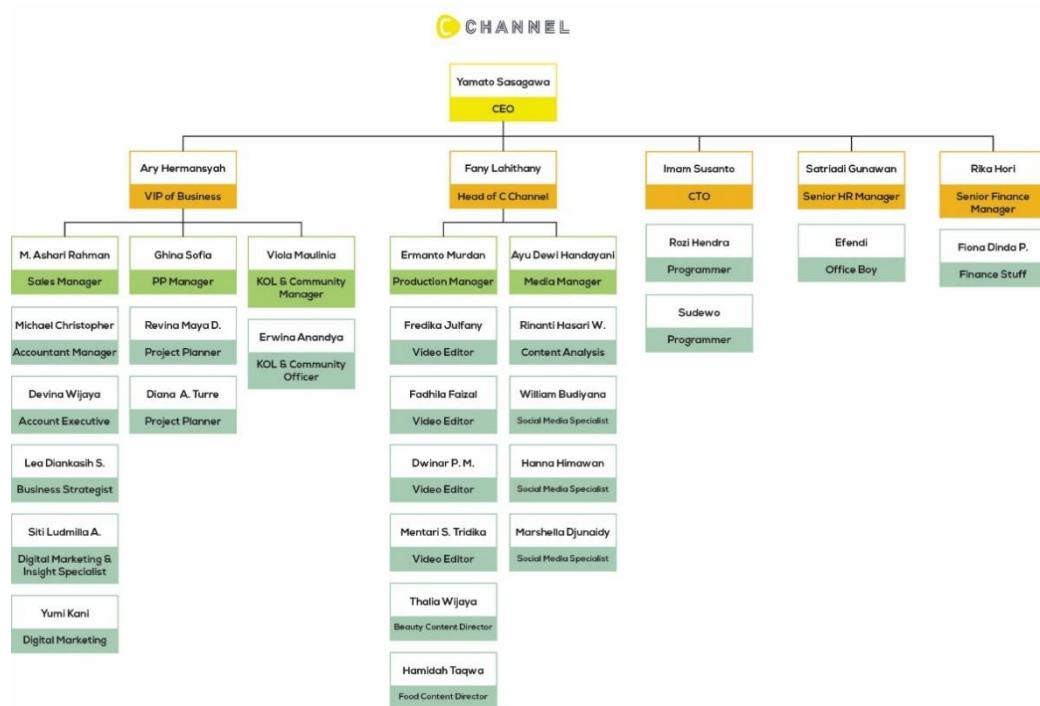 C CHANNEL
Yamato Sasagawa
CEO
Ary Hermansyah
VIP of Business
Fany Lahithany
Head of C Channel
Imam Susanto
CTO
Satriadi Gunawan
Senior HR Manager
Rika Hori
Senior Finance
Manager
M. Ashari Rahman
Sales Manager
Michael Christopher
Accountant Manager
Devina Wijaya
Account Executive
Lea Diankasih S.
Business Strategist
Siti Ludmilla A.
Digital Marketing &
Insight Specialist
Yumi Kani
Digital Marketing
Ghina Sofia
PP Manager
Revina Maya D.
Project Planner
Diana A. Turre
Project Planner
Viola Maulinia
KOL & Community
Manager
Erwina Anandya
KOL & Community
Officer
Ermanto Murdan
Production Manager
Fredika Julfany
Video Editor
Fadhila Faizal
Video Editor
Dwinar P. M.
Video Editor
Mentari S. Tridika
Video Editor
Thalia Wijaya
Beauty Content Director
Hamidah Taqwa
Food Content Director
Ayu Dewi Handayani
Media Manager
Rinanti Hasari W.
Content Analysis
William Budiyana
Social Media Specialist
Hanna Himawan
Social Media Specialist
Marshella Djunaidy
Social Media Specialist
Rozi Hendra
Programmer
Sudewo
Programmer
Efendi
Office Boy
Fiona Dinda P.
Finance Stuff